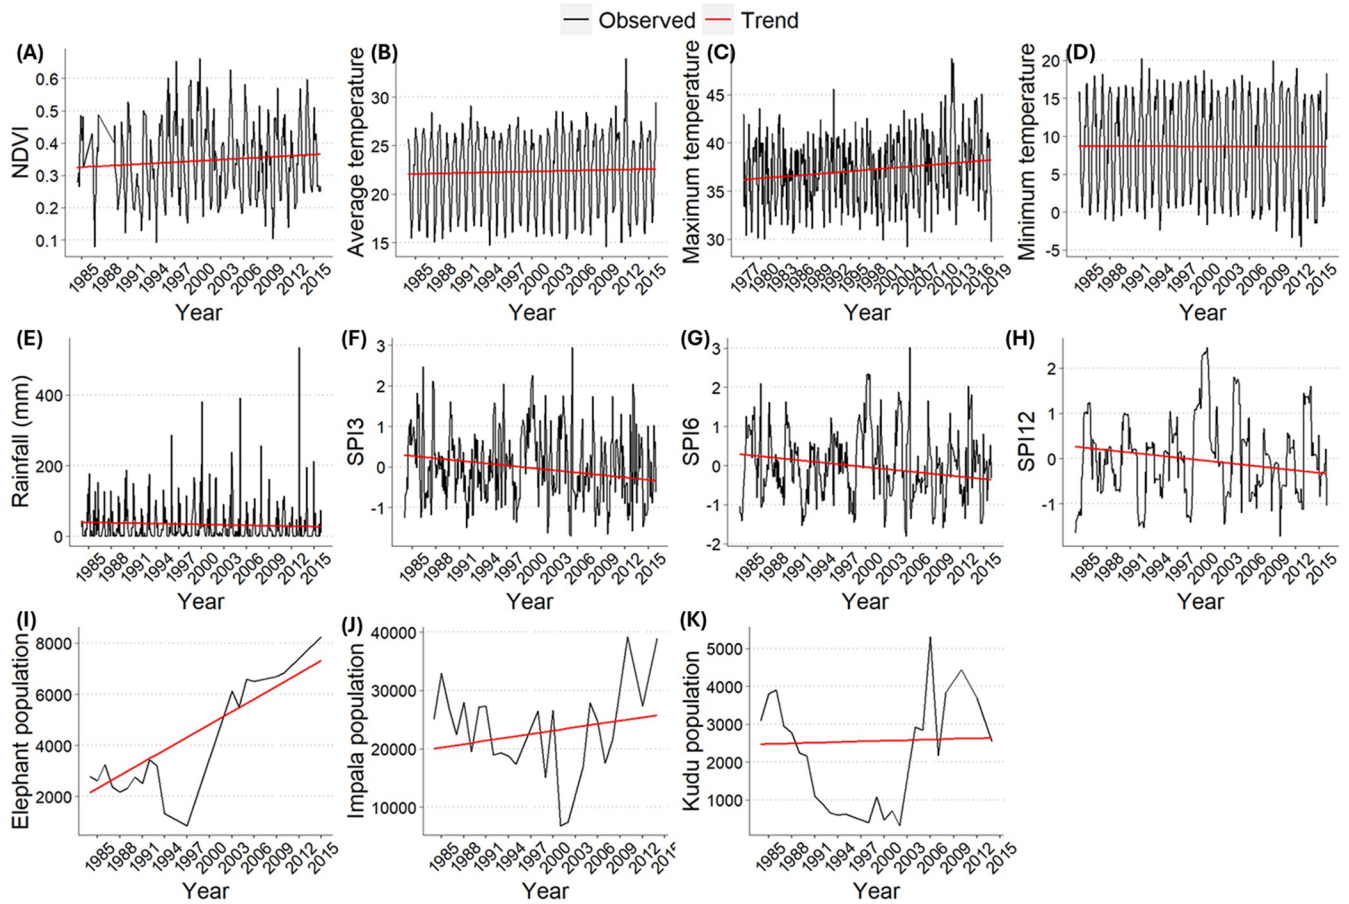 Observed Trend
(A) (B) (C) (D)
NDVI
0.6
0.5
0.4
0.3
0.2
0.1
1985 1988 1991 1994 1997 2000 2003 2006 2009 2012 2015
Year
Average temperature
30
25
20
15
1985 1988 1991 1994 1997 2000 2003 2006 2009 2012 2015
Year
Maximum temperature
45
40
35
30
1977 1980 1983 1986 1989 1992 1995 1998 2001 2004 2007 2010 2013 2016 2019
Year
Minimum temperature
20
15
10
5
0
-5
1985 1988 1991 1994 1997 2000 2003 2006 2009 2012 2015
Year
(E) (F) (G) (H)
Rainfall (mm)
400
200
0
1985 1988 1991 1994 1997 2000 2003 2006 2009 2012 2015
Year
SPI3
3
2
1
0
-1
1985 1988 1991 1994 1997 2000 2003 2006 2009 2012 2015
Year
SPI6
3
2
1
0
-1
-2
1985 1988 1991 1994 1997 2000 2003 2006 2009 2012 2015
Year
SPI12
2
1
0
-1
1985 1988 1991 1994 1997 2000 2003 2006 2009 2012 2015
Year
(I) (J) (K)
Elephant population
8000
6000
4000
2000
1985 1988 1991 1994 1997 2000 2003 2006 2009 2012 2015
Year
Impala population
40000
30000
20000
10000
1985 1988 1991 1994 1997 2000 2003 2006 2009 2012
Year
Kudu population
5000
4000
3000
2000
1000
1985 1988 1991 1994 1997 2000 2003 2006 2009 2012 2015
Year